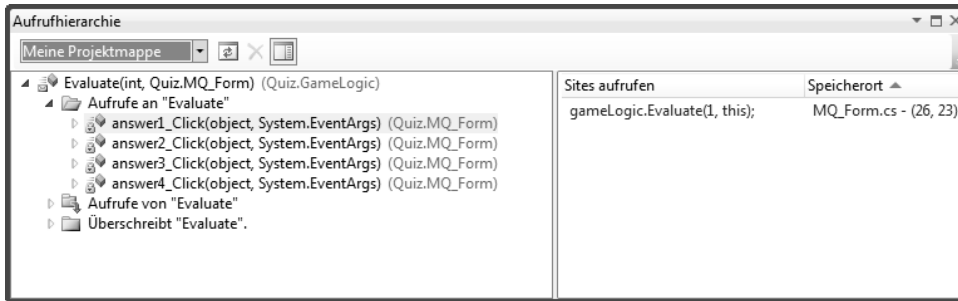 Aufrufhierarchie
Meine Projektmappe
Evaluate(int, Quiz.MQ_Form) (Quiz.GameLogic)
Aufrufe an "Evaluate"
answer1_Click(object, System.EventArgs) (Quiz.MQ_Form)
answer2_Click(object, System.EventArgs) (Quiz.MQ_Form)
answer3_Click(object, System.EventArgs) (Quiz.MQ_Form)
answer4_Click(object, System.EventArgs) (Quiz.MQ_Form)
Aufrufe von "Evaluate"
Überschreibt "Evaluate".
Sites aufrufen Speicherort
gameLogic.Evaluate(1, this); MQ_Form.cs - (26, 23)